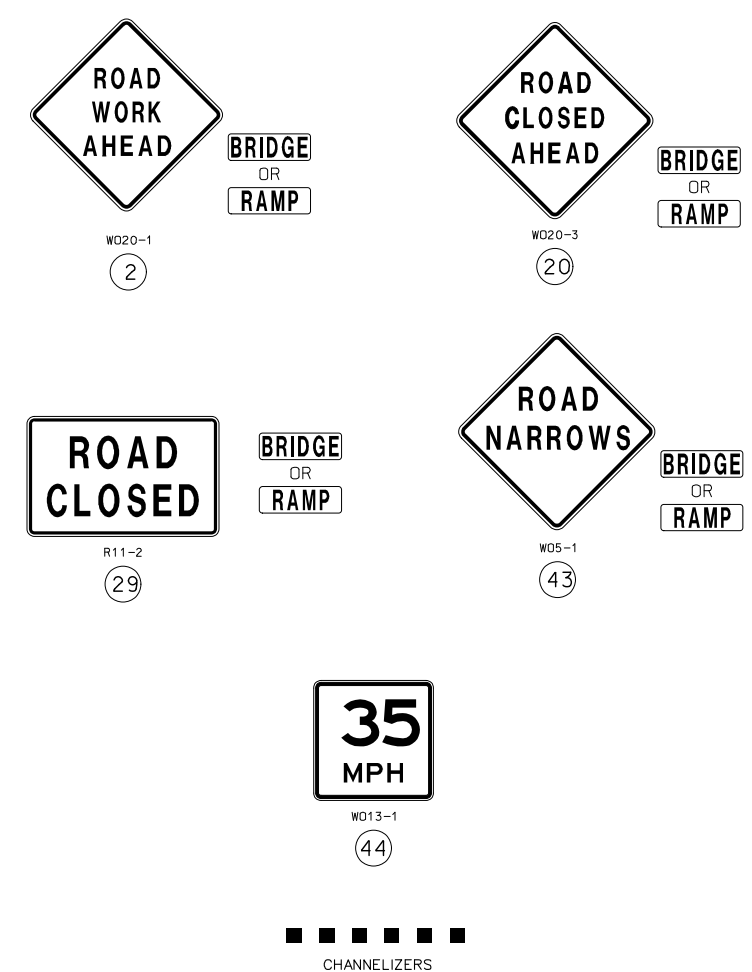 ROAD
WORK
AHEAD
BRIDGE
OR
RAMP
WO20-1
2
ROAD
CLOSED
AHEAD
BRIDGE
OR
RAMP
WO20-3
20
ROAD
CLOSED
BRIDGE
OR
RAMP
R11-2
29
ROAD
NARROWS
BRIDGE
OR
RAMP
WO5-1
43
35
MPH
WO13-1
44
CHANNELIZERS